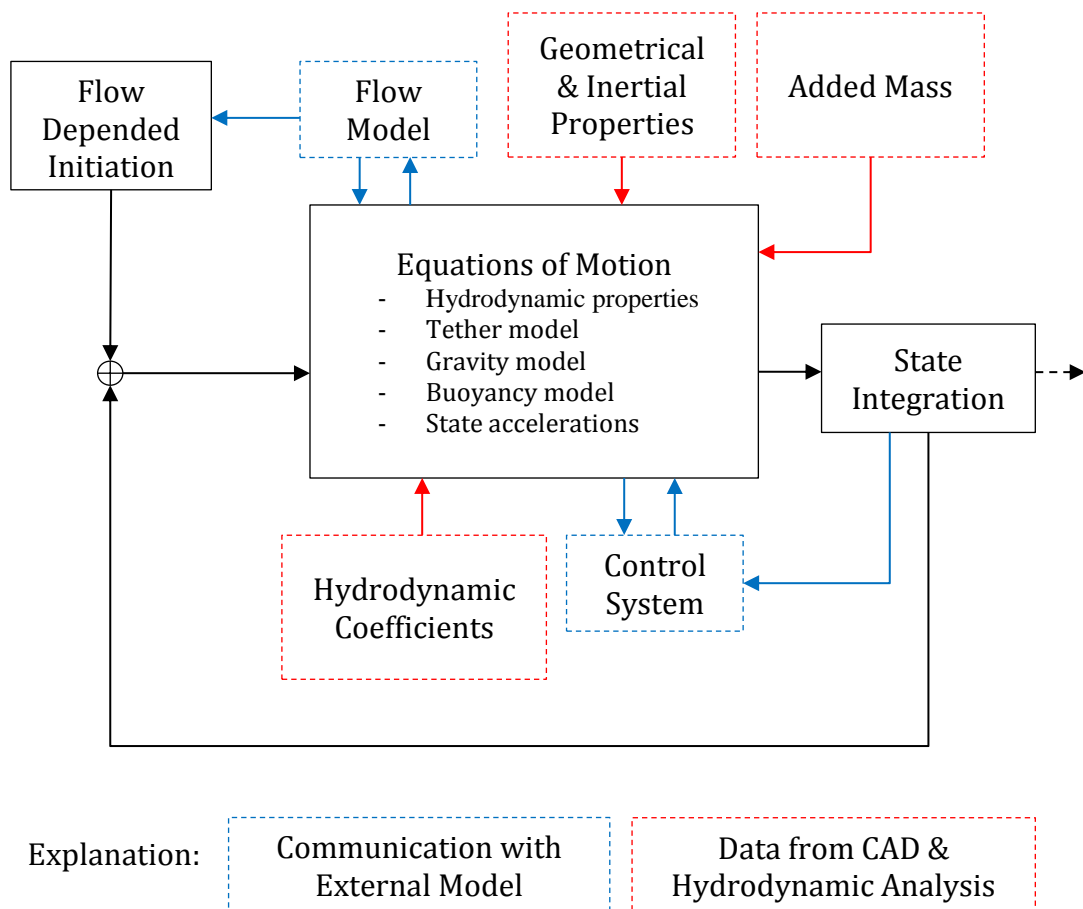 Flow
Depended
Initiation
Flow
Model
Geometrical
& Inertial
Properties
Added Mass
Equations of Motion
- Hydrodynamic properties
- Tether model
- Gravity model
- Buoyancy model
- State accelerations
State
Integration
Hydrodynamic
Coefficients
Control
System
Explanation:
Communication with
External Model
Data from CAD &
Hydrodynamic Analysis